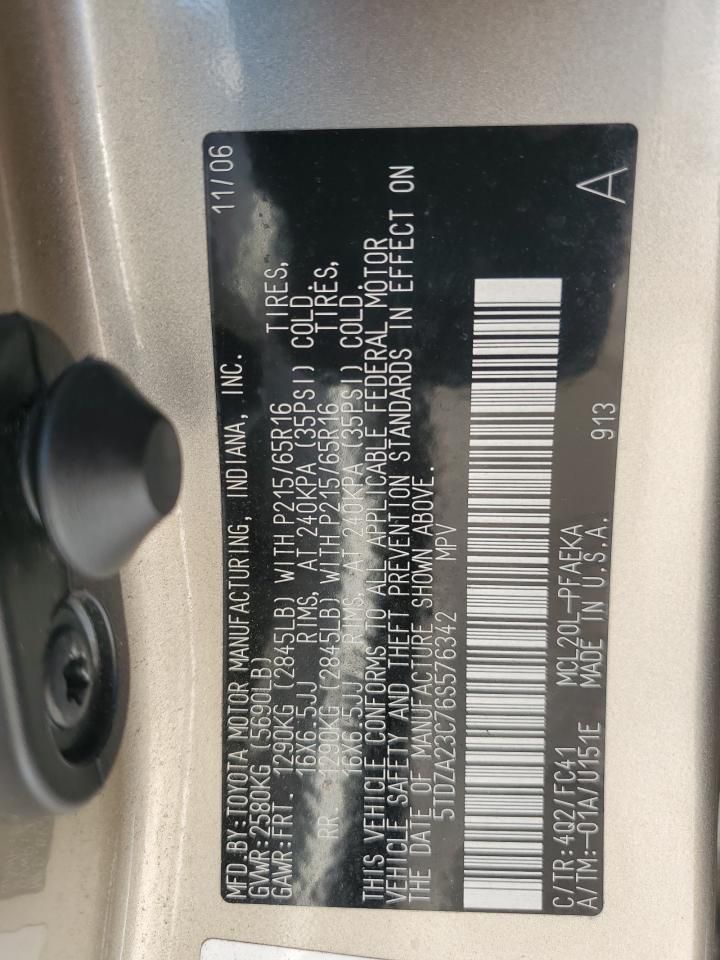 MFD.BY:TOYOTA MOTOR MANUFACTURING, INDIANA, INC. 11/06
GVWR:2580KG (5690LB)
GAWR:FRT. 1290KG (2845LB) WITH P215/65R16 TIRES,
16X6.5JJ RIMS, AT 240KPA (35PSI) COLD.
RR. 1290KG (2845LB) WITH P215/65R16 TIRES,
16X6.5JJ RIMS, AT 240KPA (35PSI) COLD.
THIS VEHICLE CONFORMS TO ALL APPLICABLE FEDERAL MOTOR
VEHICLE SAFETY AND THEFT PREVENTION STANDARDS IN EFFECT ON
THE DATE OF MANUFACTURE SHOWN ABOVE.
5TDZA23C76S576342 MPV
C/TR:4Q2/FC41 MCL20L-PFAEKA
A/TM:-01A/U151E MADE IN U.S.A. 913 A